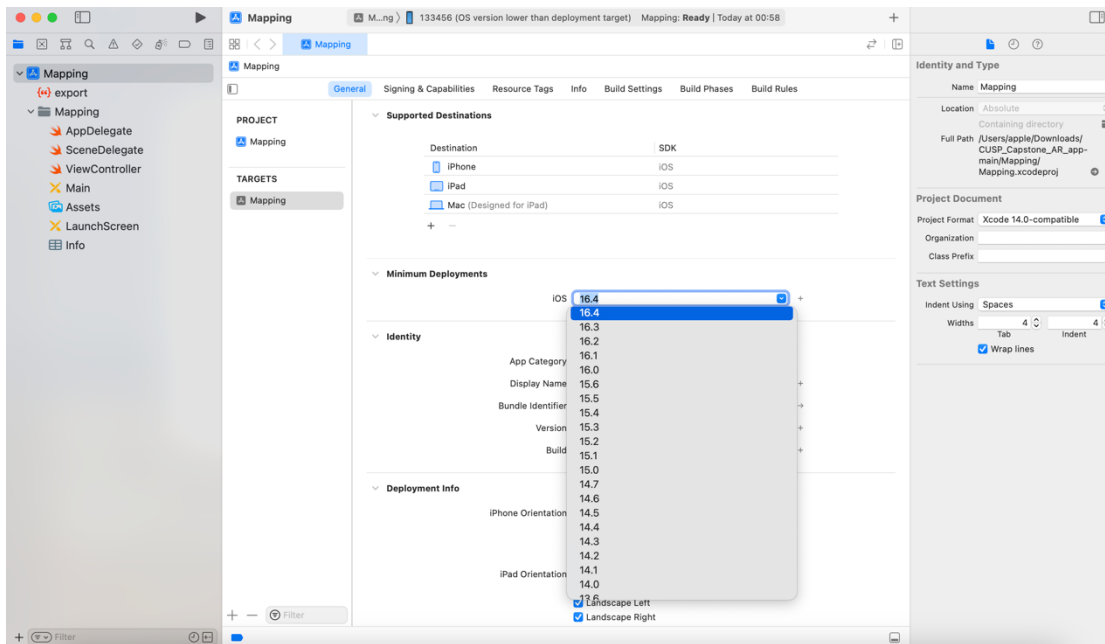 Mapping
M...ng 〉 133456 (OS version lower than deployment target) Mapping: Ready | Today at 00:58
Mapping
Mapping
General Signing & Capabilities Resource Tags Info Build Settings Build Phases Build Rules
Mapping
export
Mapping
AppDelegate
SceneDelegate
ViewController
Main
Assets
LaunchScreen
Info
Filter
PROJECT
Mapping
TARGETS
Mapping
Filter
Supported Destinations
Destination SDK
iPhone iOS
iPad iOS
Mac (Designed for iPad) iOS
Minimum Deployments
iOS 16.4
16.4
16.3
16.2
16.1
16.0
15.6
15.5
15.4
15.3
15.2
15.1
15.0
14.7
14.6
14.5
14.4
14.3
14.2
14.1
14.0
13.6
Identity
App Category
Display Name
Bundle Identifier
Version
Build
Deployment Info
iPhone Orientation
iPad Orientation
Landscape Left
Landscape Right
Identity and Type
Name Mapping
Location Absolute
Containing directory
Full Path /Users/apple/Downloads/
CUSP_Capstone_AR_app-
main/Mapping/
Mapping.xcodeproj
Project Document
Project Format Xcode 14.0-compatible
Organization
Class Prefix
Text Settings
Indent Using Spaces
Widths 4 4
Tab Indent
Wrap lines